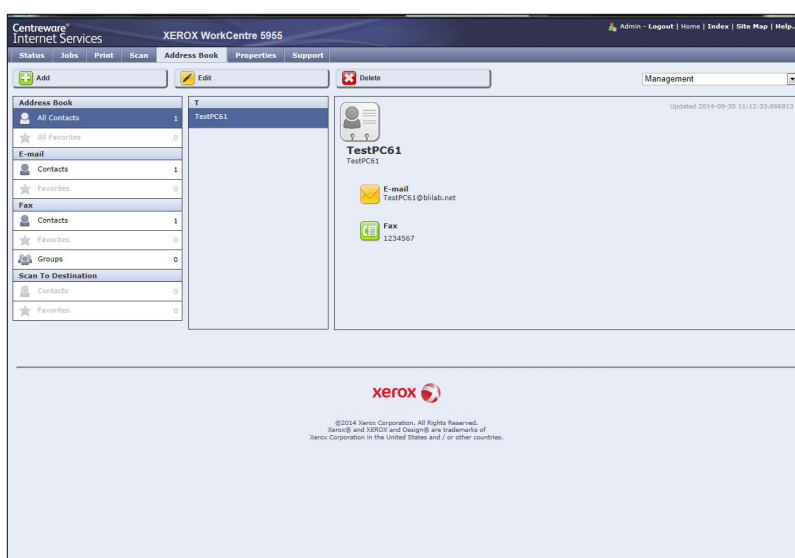 Centreware®
Internet Services
XEROX WorkCentre 5955
Admin - Logout | Home | Index | Site Map | Help
Status Jobs Print Scan Address Book Properties Support
Add
Edit
Delete
Management
Address Book
All Contacts 1
All Favorites 0
E-mail
Contacts 1
Favorites 0
Fax
Contacts 1
Favorites 0
Groups 0
Scan To Destination
Contacts 0
Favorites 0
T
TestPC61
Updated 2014-09-30 11:12:33.866813
TestPC61
TestPC61
E-mail
TestPC61@blilab.net
Fax
1234567
xerox
©2014 Xerox Corporation. All Rights Reserved.
Xerox® and XEROX and Design® are trademarks of
Xerox Corporation in the United States and / or other countries.